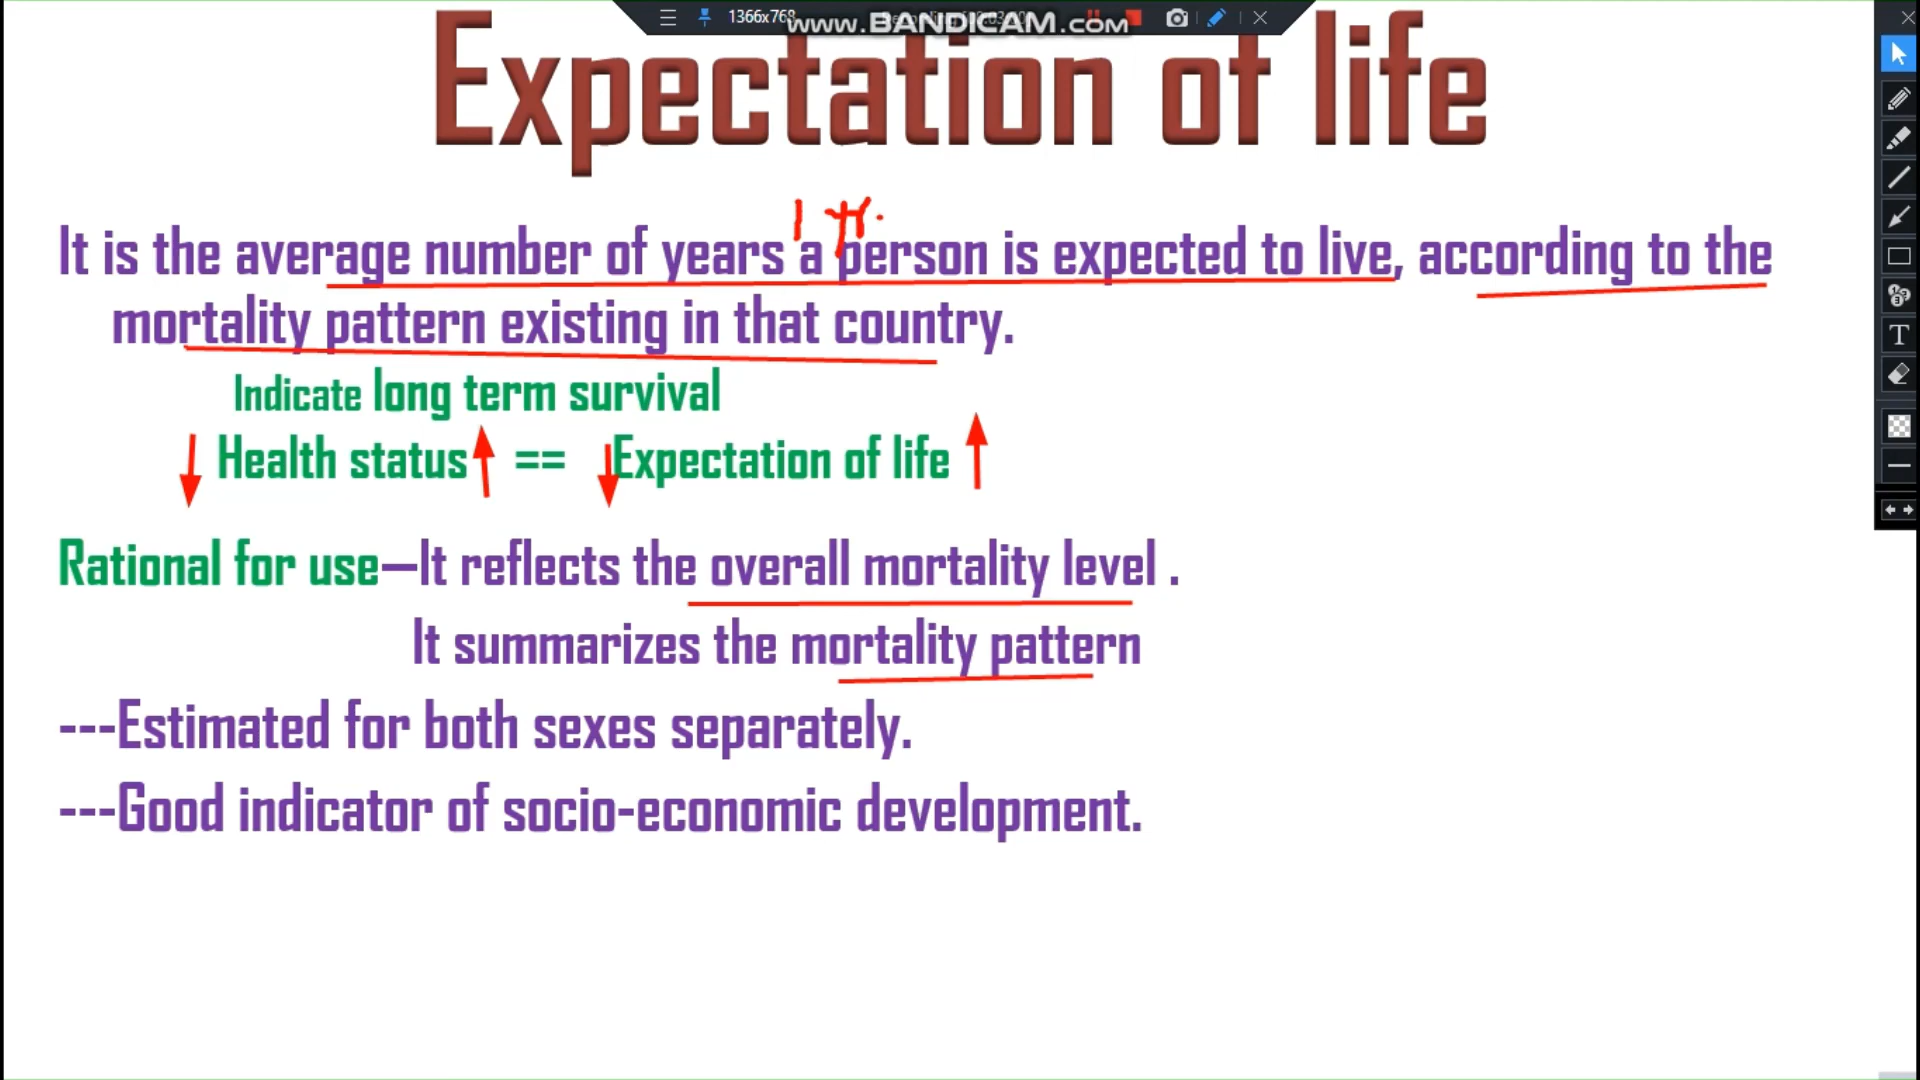 1366x768
www.BANDICAM.com
Expectation of life
It is the average number of years a person is expected to live, according to the
mortality pattern existing in that country.
Indicate long term survival
Health status == Expectation of life
Rational for use—It reflects the overall mortality level .
It summarizes the mortality pattern
---Estimated for both sexes separately.
---Good indicator of socio-economic development.